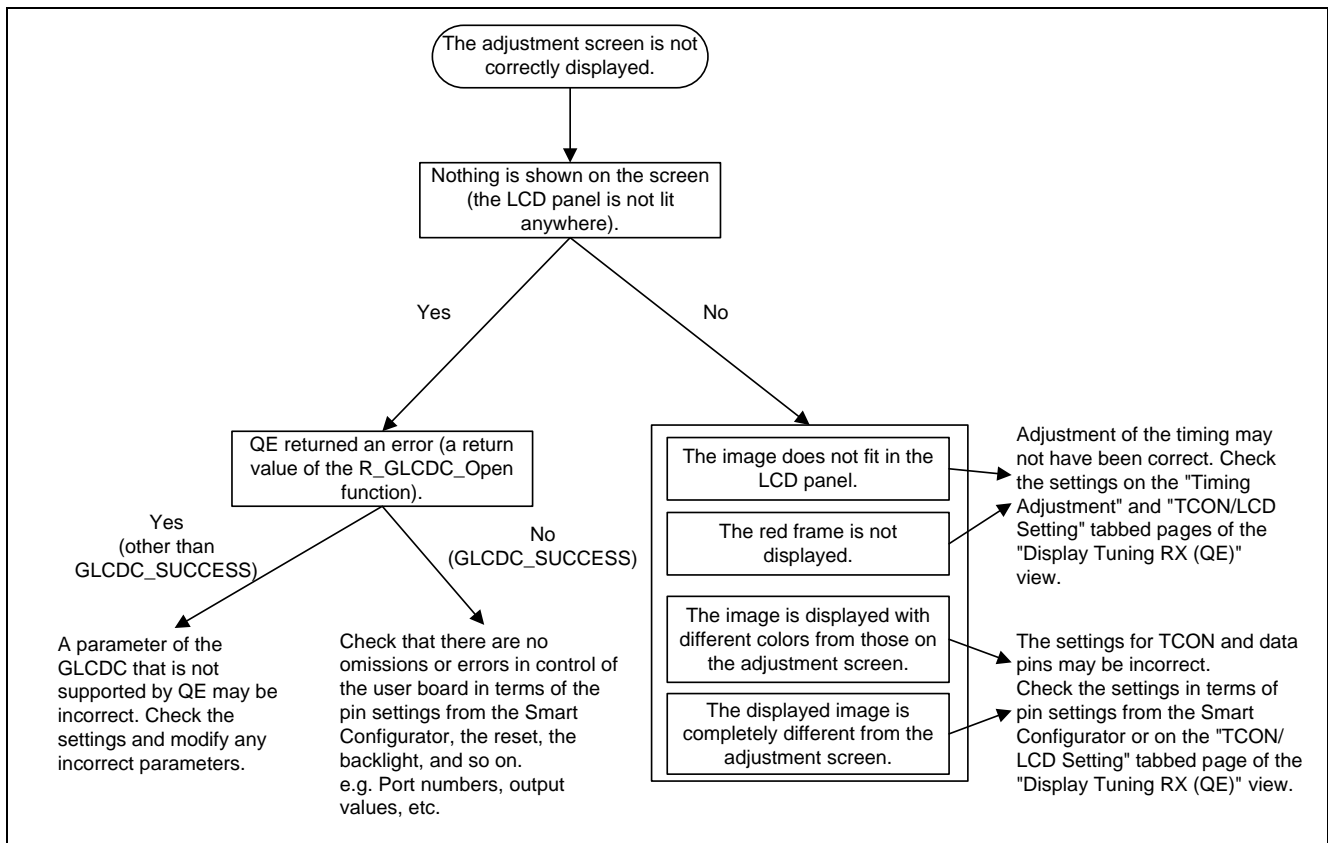 The adjustment screen is not
correctly displayed.
Nothing is shown on the screen
(the LCD panel is not lit
anywhere).
Yes
No
QE returned an error (a return
value of the R_GLCDC_Open
function).
Yes
(other than
GLCDC_SUCCESS)
No
(GLCDC_SUCCESS)
A parameter of the
GLCDC that is not
supported by QE may be
incorrect. Check the
settings and modify any
incorrect parameters.
Check that there are no
omissions or errors in control of
the user board in terms of the
pin settings from the Smart
Configurator, the reset, the
backlight, and so on.
e.g. Port numbers, output
values, etc.
The image does not fit in the
LCD panel.
The red frame is not
displayed.
The image is displayed with
different colors from those on
the adjustment screen.
The displayed image is
completely different from the
adjustment screen.
Adjustment of the timing may
not have been correct. Check
the settings on the "Timing
Adjustment" and "TCON/LCD
Setting" tabbed pages of the
"Display Tuning RX (QE)"
view.
The settings for TCON and data
pins may be incorrect.
Check the settings in terms of
pin settings from the Smart
Configurator or on the "TCON/
LCD Setting" tabbed page of the
"Display Tuning RX (QE)" view.